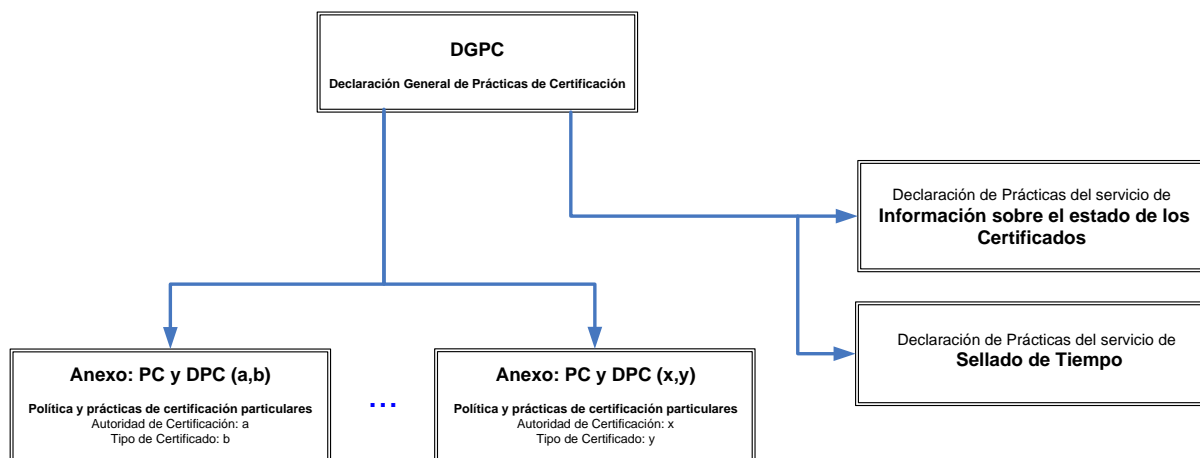 DGPC
Declaración General de Prácticas de Certificación
Declaración de Prácticas del servicio de
Información sobre el estado de los
Certificados
Declaración de Prácticas del servicio de
Sellado de Tiempo
Anexo: PC y DPC (a,b)
Política y prácticas de certificación particulares
Autoridad de Certificación: a
Tipo de Certificado: b
...
Anexo: PC y DPC (x,y)
Política y prácticas de certificación particulares
Autoridad de Certificación: x
Tipo de Certificado: y